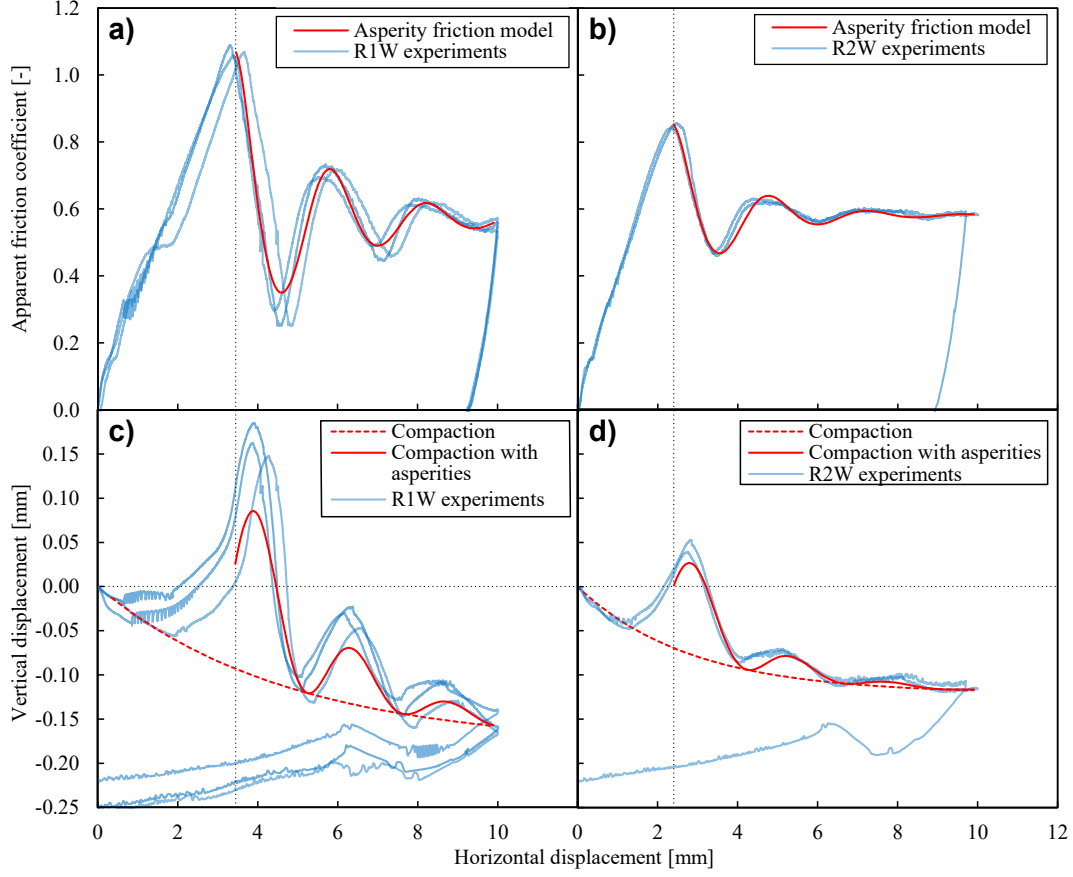 a)
Asperity friction model
R1W experiments
b)
Asperity friction model
R2W experiments
Apparent friction coefficient [-]
1.2
1.0
0.8
0.6
0.4
0.2
0.0
c)
Compaction
Compaction with
asperities
R1W experiments
d)
Compaction
Compaction with asperities
R2W experiments
Vertical displacement [mm]
0.15
0.10
0.05
0.00
-0.05
-0.10
-0.15
-0.20
-0.25
0 2 4 6 8 10
0 2 4 6 8 10 12
Horizontal displacement [mm]